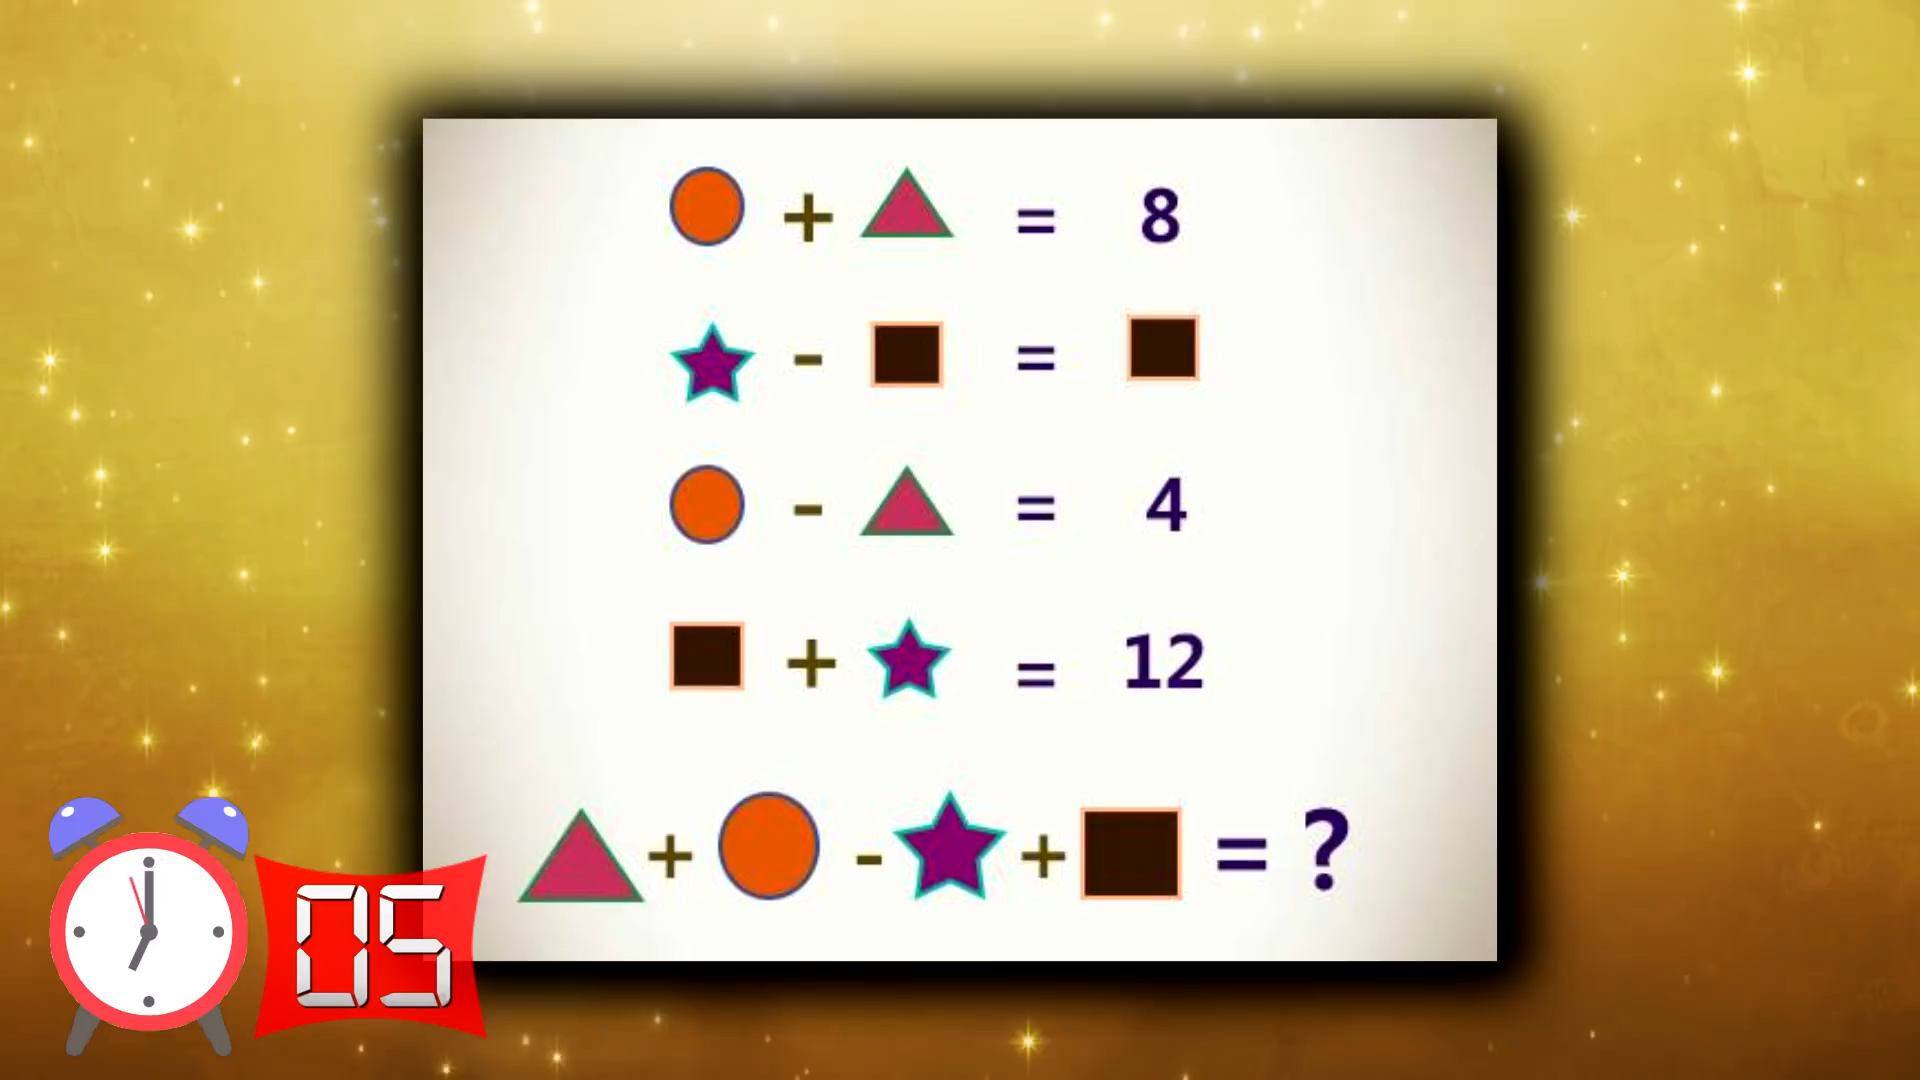 + = 8
- =
- = 4
+ = 12
+ - + = ?
05